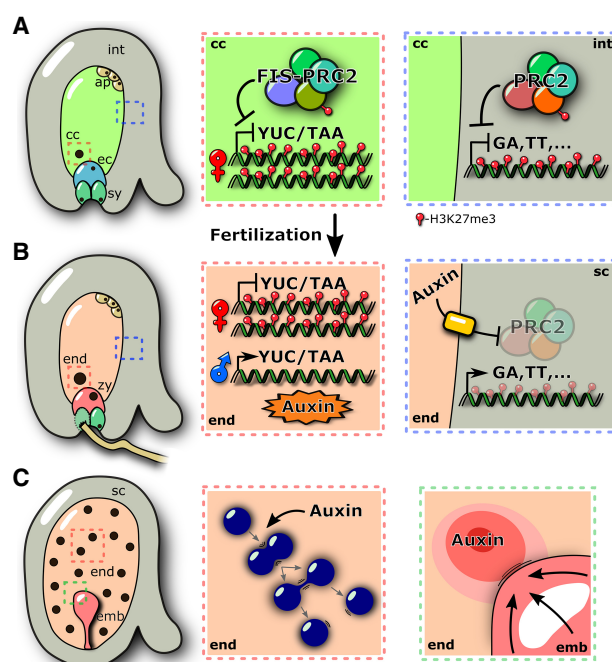 A
int
ap
cc
ec
sy
cc
FIS-PRC2
YUC/TAA
cc
int
PRC2
GA,TT,...
-H3K27me3
Fertilization
B
end
zy
YUC/TAA
YUC/TAA
Auxin
end
sc
Auxin
PRC2
GA,TT,...
end
C
sc
end
emb
Auxin
end
Auxin
end
emb